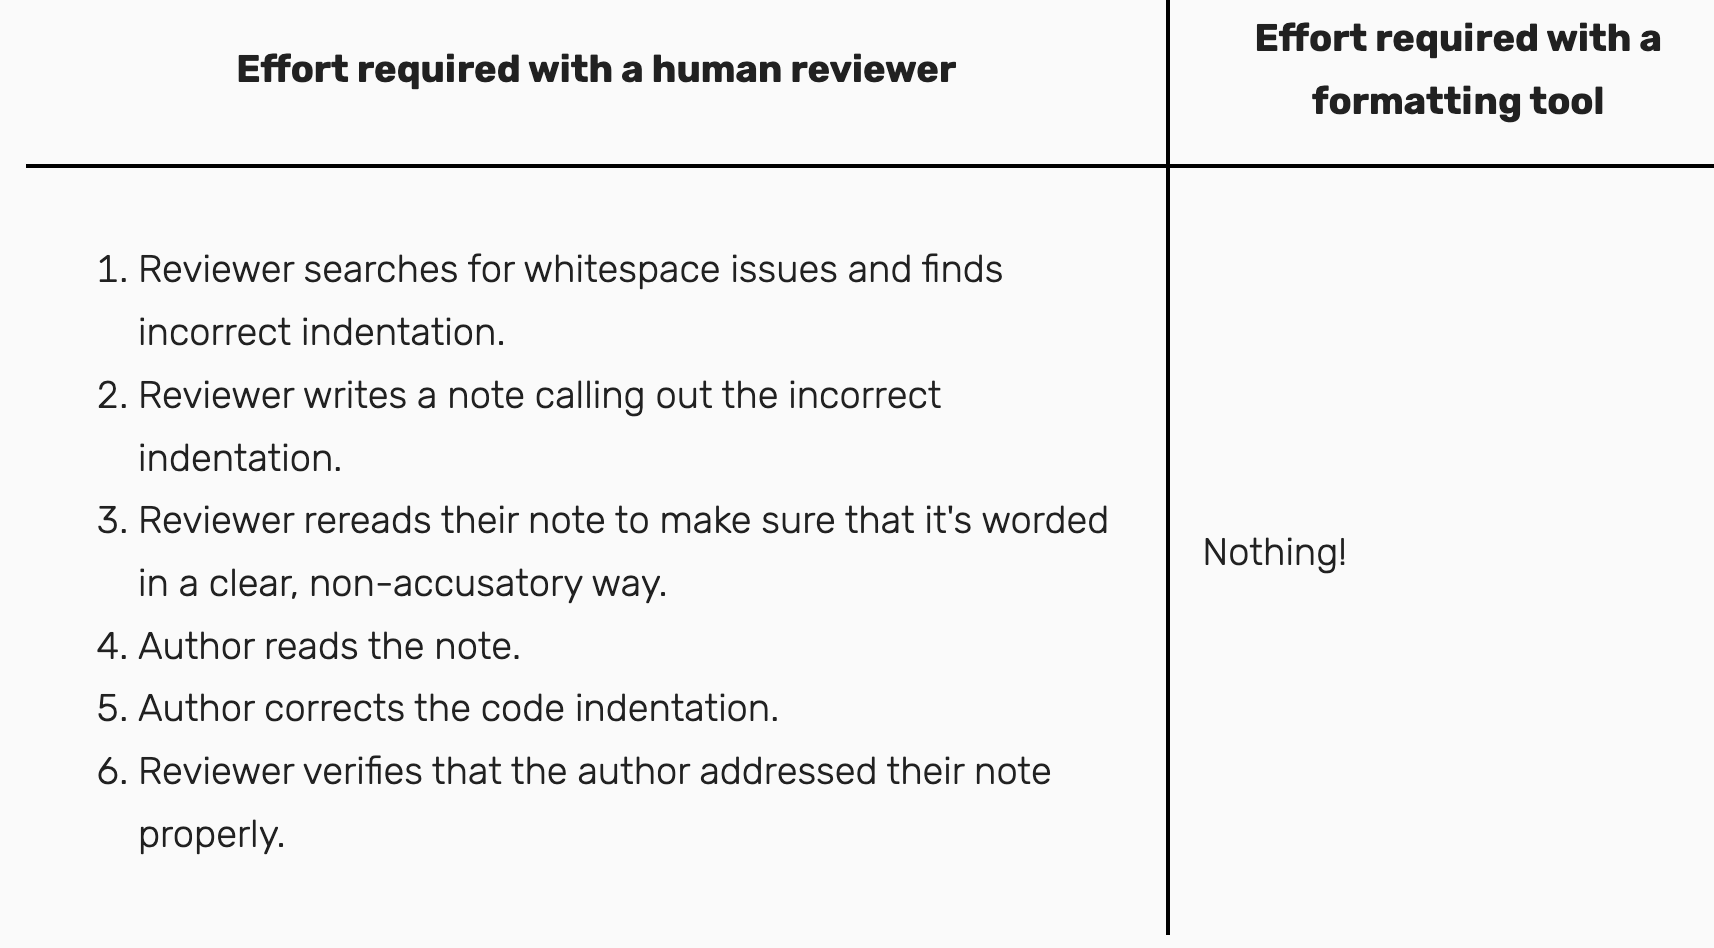 Effort required with a human reviewer
Effort required with a
formatting tool
1. Reviewer searches for whitespace issues and finds
incorrect indentation.
2. Reviewer writes a note calling out the incorrect
indentation.
3. Reviewer rereads their note to make sure that it's worded
in a clear, non-accusatory way.
4. Author reads the note.
5. Author corrects the code indentation.
6. Reviewer verifies that the author addressed their note
properly.
Nothing!